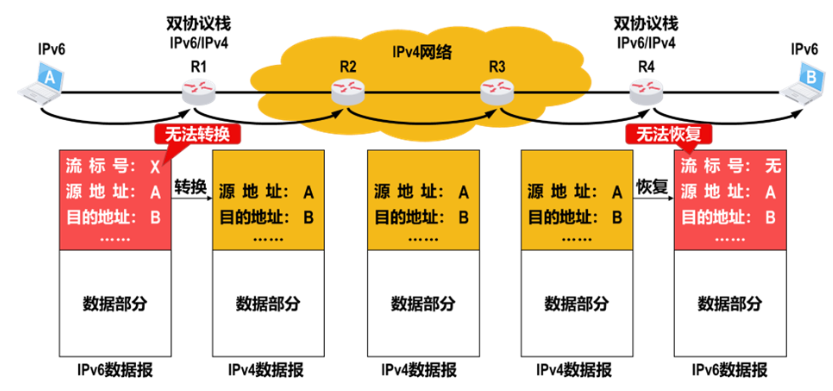 双协议栈
IPv6/IPv4
双协议栈
IPv6/IPv4
IPv6
R1
R2
IPv4网络
R3
R4
IPv6
A
B
无法转换
无法恢复
流标号：X
源地址：A
目的地址：B
……
数据部分
IPv6数据报
转换
源地址：A
目的地址：B
……
数据部分
IPv4数据报
源地址：A
目的地址：B
……
数据部分
IPv4数据报
源地址：A
目的地址：B
……
数据部分
IPv4数据报
恢复
流标号：无
源地址：A
目的地址：B
……
数据部分
IPv6数据报